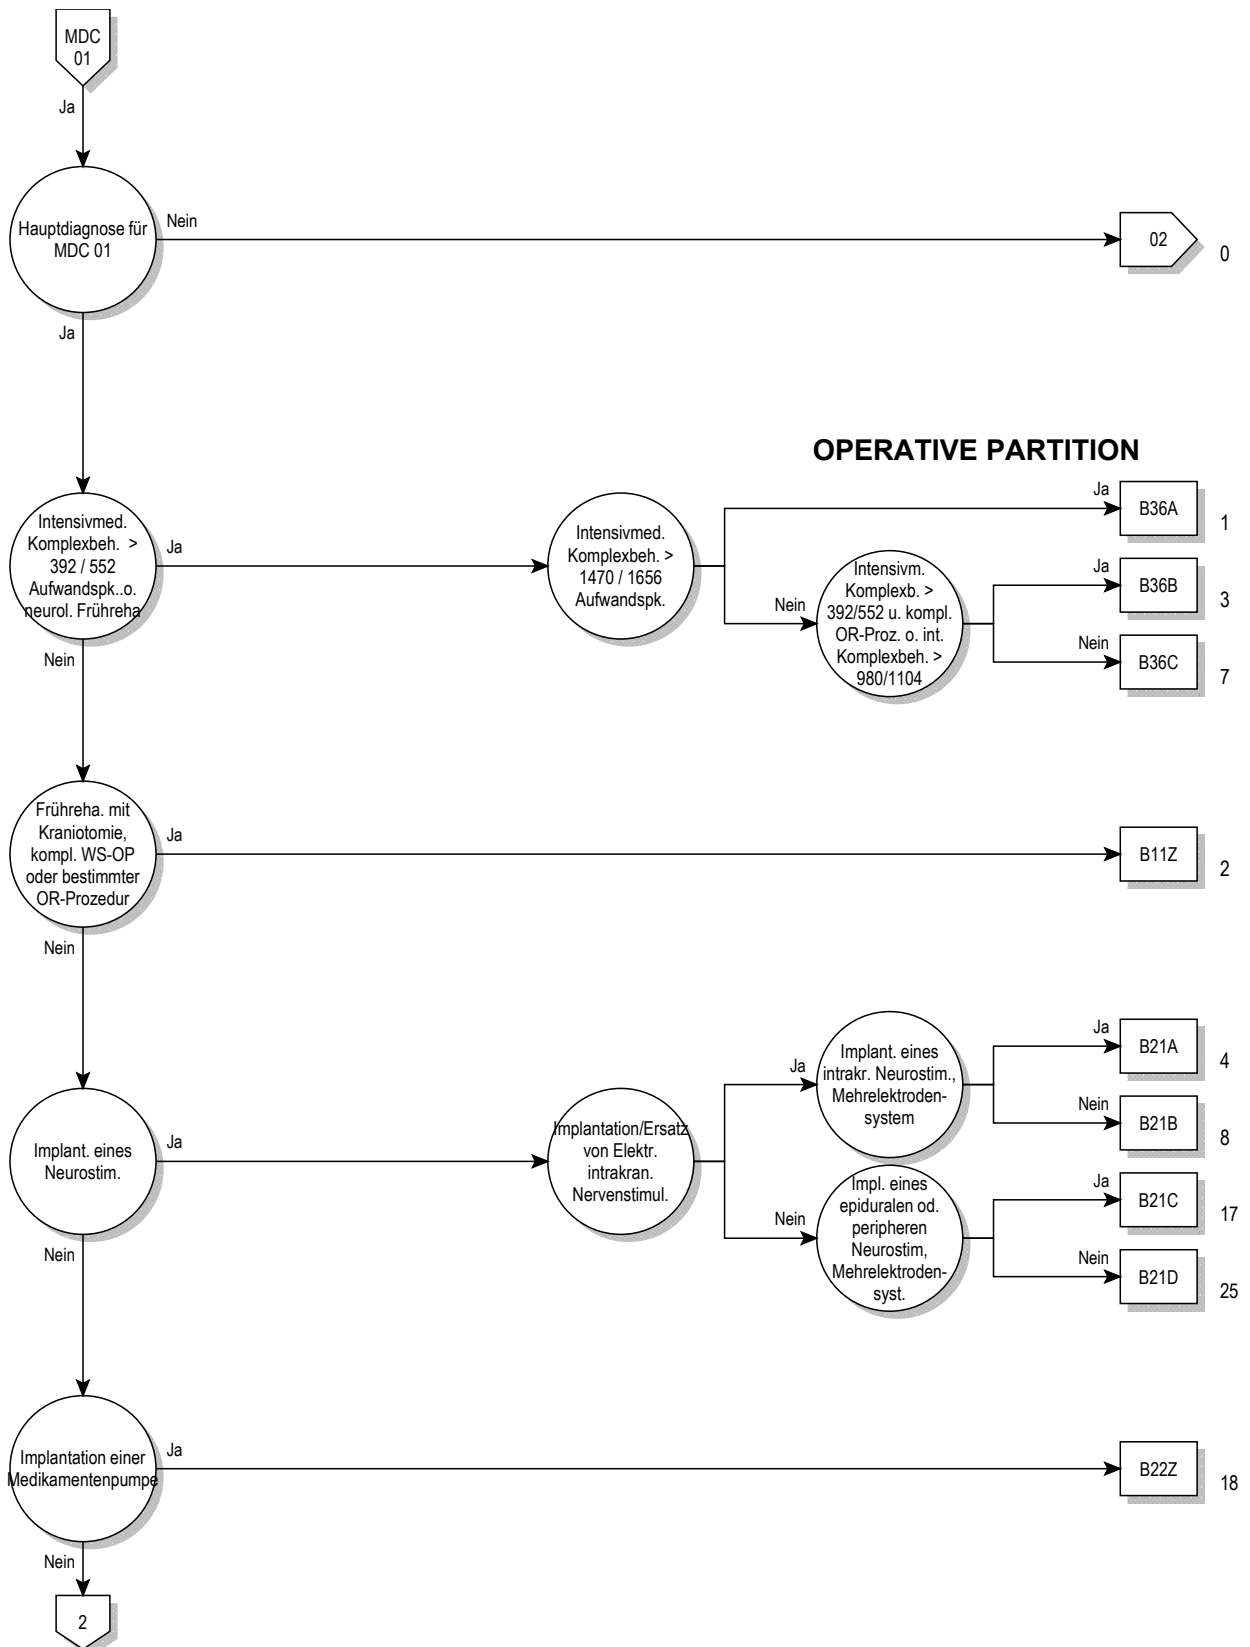 MDC
01
Ja
Hauptdiagnose für
MDC 01
Nein
02
0
Ja
OPERATIVE PARTITION
Intensivmed.
Komplexbeh. >
392 / 552
Aufwandspk..o.
neurol. Frühreha
Ja
Intensivmed.
Komplexbeh. >
1470 / 1656
Aufwandspk.
Ja
B36A
1
Nein
Intensivm.
Komplexb. >
392/552 u. kompl.
OR-Proz. o. int.
Komplexbeh. >
980/1104
Ja
B36B
3
Nein
B36C
7
Nein
Frühreha. mit
Kraniotomie,
kompl. WS-OP
oder bestimmter
OR-Prozedur
Ja
B11Z
2
Nein
Implant. eines
Neurostim.
Ja
Implantation/Ersatz
von Elektr.
intrakran.
Nervenstimul.
Ja
Implant. eines
intrakr. Neurostim.,
Mehrelektroden-
system
Ja
B21A
4
Nein
B21B
8
Nein
Impl. eines
epiduralen od.
peripheren
Neurostim,
Mehrelektroden-
syst.
Ja
B21C
17
Nein
B21D
25
Nein
Implantation einer
Medikamentenpumpe
Ja
B22Z
18
Nein
2